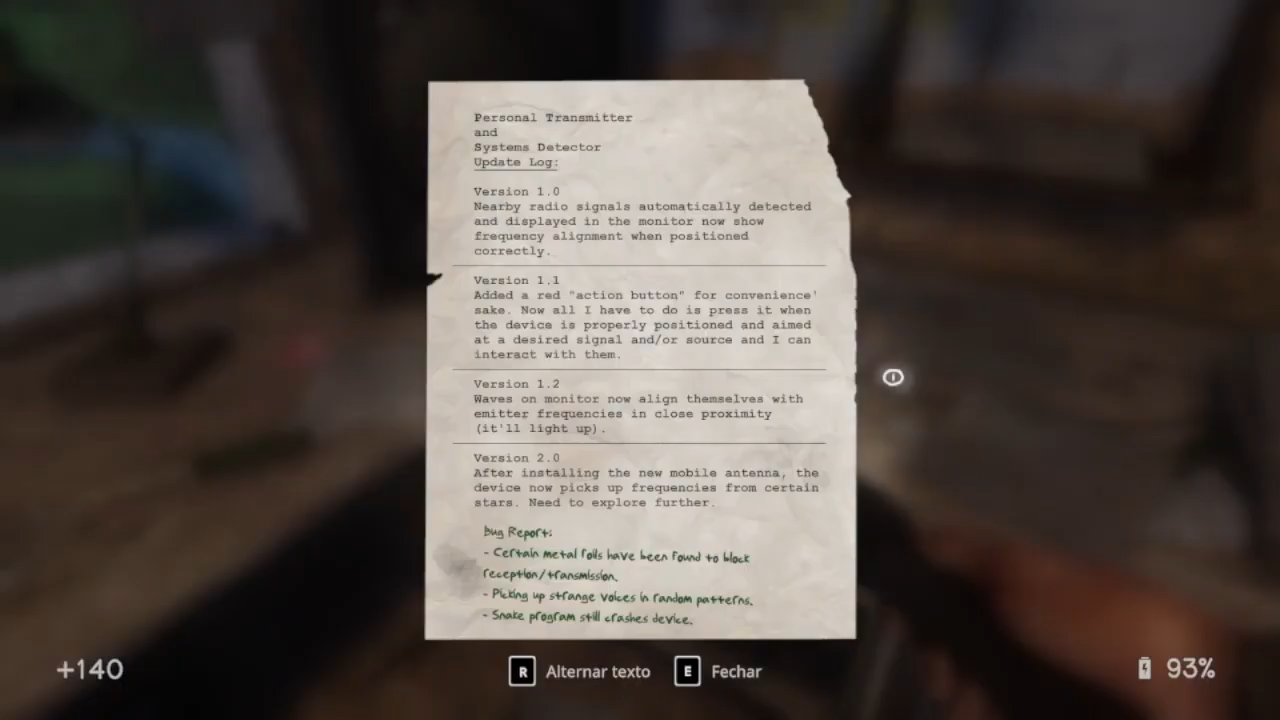 Personal Transmitter
and
Systems Detector
Update Log:
Version 1.0
Nearby radio signals automatically detected
and displayed in the monitor now show
frequency alignment when positioned
correctly.
Version 1.1
Added a red "action button" for convenience'
sake. Now all I have to do is press it when
the device is properly positioned and aimed
at a desired signal and/or source and I can
interact with them.
Version 1.2
Waves on monitor now align themselves with
emitter frequencies in close proximity
(it'll light up).
Version 2.0
After installing the new mobile antenna, the
device now picks up frequencies from certain
stars. Need to explore further.
Bug Report:
- Certain metal foils have been found to block
reception/transmission.
- Picking up strange voices in random patterns.
- Snake program still crashes device.
+140
R Alternar texto E Fechar
93%